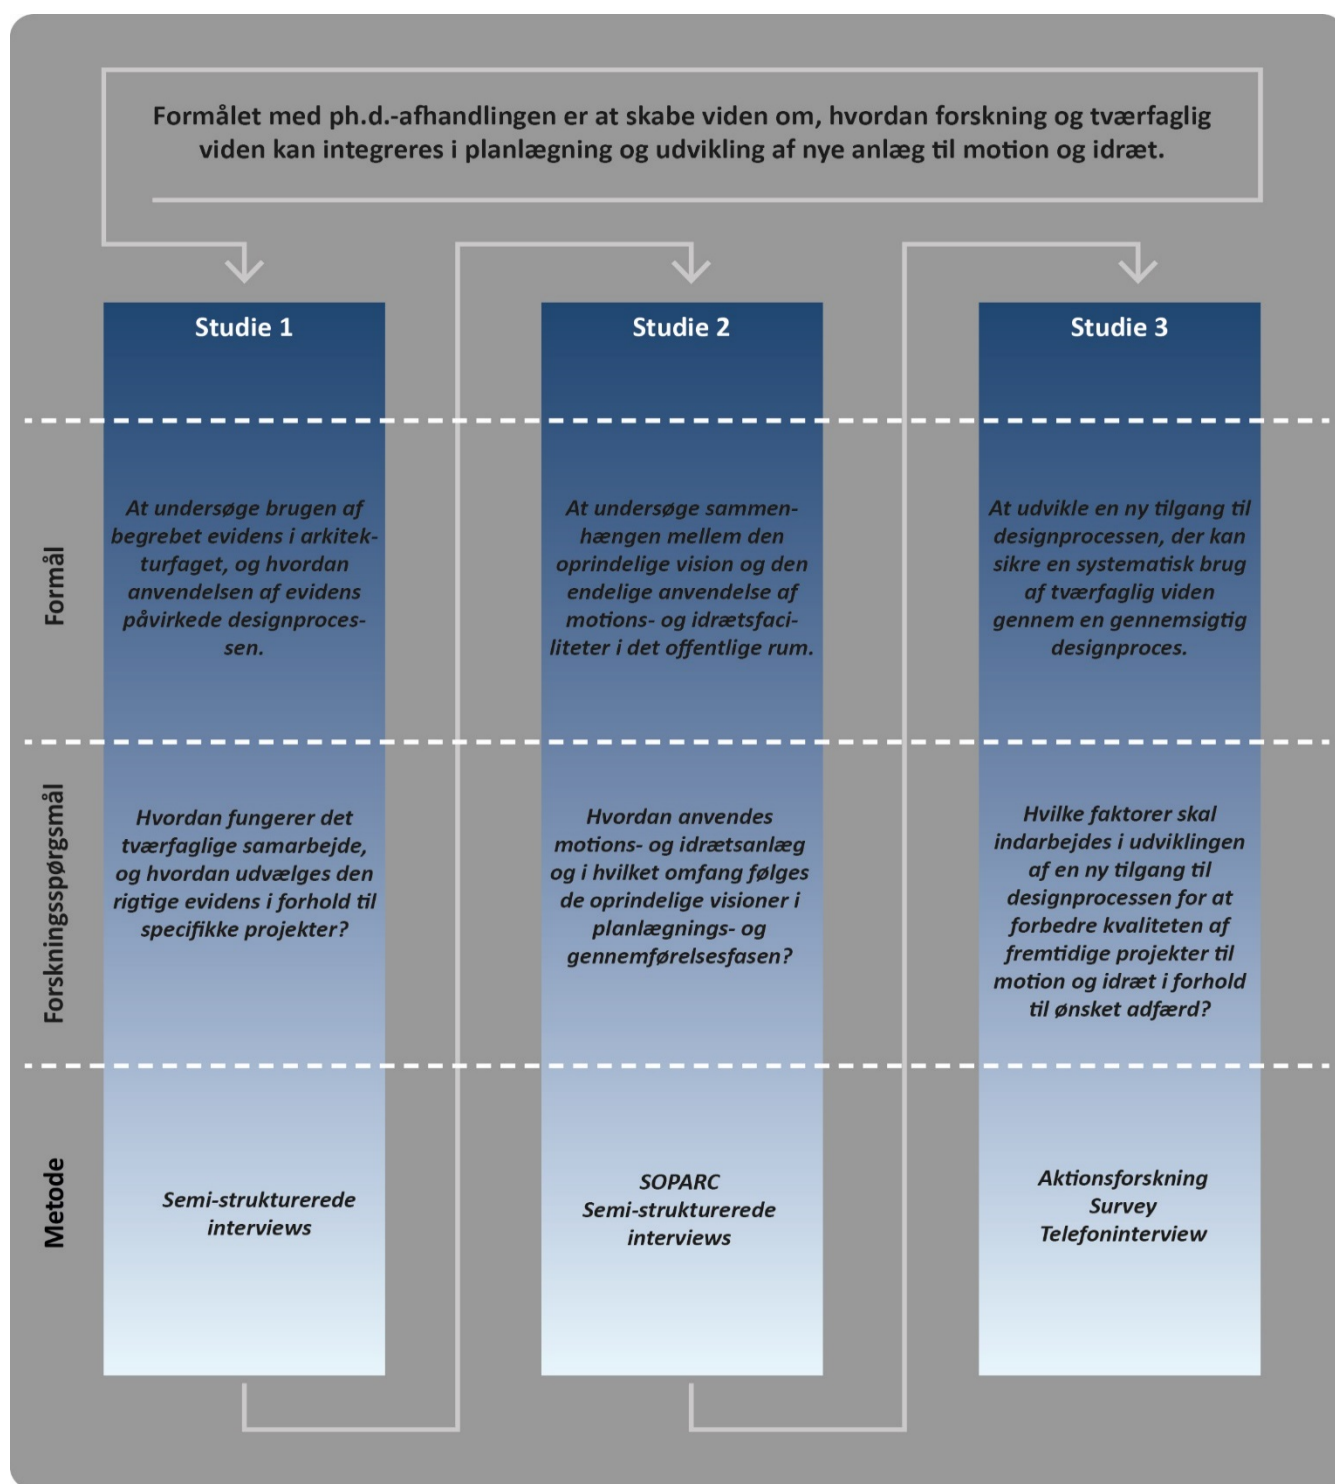 Formålet med ph.d.-afhandlingen er at skabe viden om, hvordan forskning og tværfaglig
viden kan integreres i planlægning og udvikling af nye anlæg til motion og idræt.
Studie 1
Studie 2
Studie 3
Formål
At undersøge brugen af
begrebet evidens i arkitek-
turfaget, og hvordan
anvendelsen af evidens
påvirkede designproces-
sen.
At undersøge sammen-
hængen mellem den
oprindelige vision og den
endelige anvendelse af
motions- og idrætsfaci-
liteter i det offentlige rum.
At udvikle en ny tilgang til
designprocessen, der kan
sikre en systematisk brug
af tværfaglig viden
gennem en gennemsigtig
designproces.
Forskningsspørgsmål
Hvordan fungerer det
tværfaglige samarbejde,
og hvordan udvælges den
rigtige evidens i forhold til
specifikke projekter?
Hvordan anvendes
motions- og idrætsanlæg
og i hvilket omfang følges
de oprindelige visioner i
planlægnings- og
gennemførelsesfasen?
Hvilke faktorer skal
indarbejdes i udviklingen
af en ny tilgang til
designprocessen for at
forbedre kvaliteten af
fremtidige projekter til
motion og idræt i forhold
til ønsket adfærd?
Metode
Semi-strukturerede
interviews
SOPARC
Semi-strukturerede
interviews
Aktionsforskning
Survey
Telefoninterview